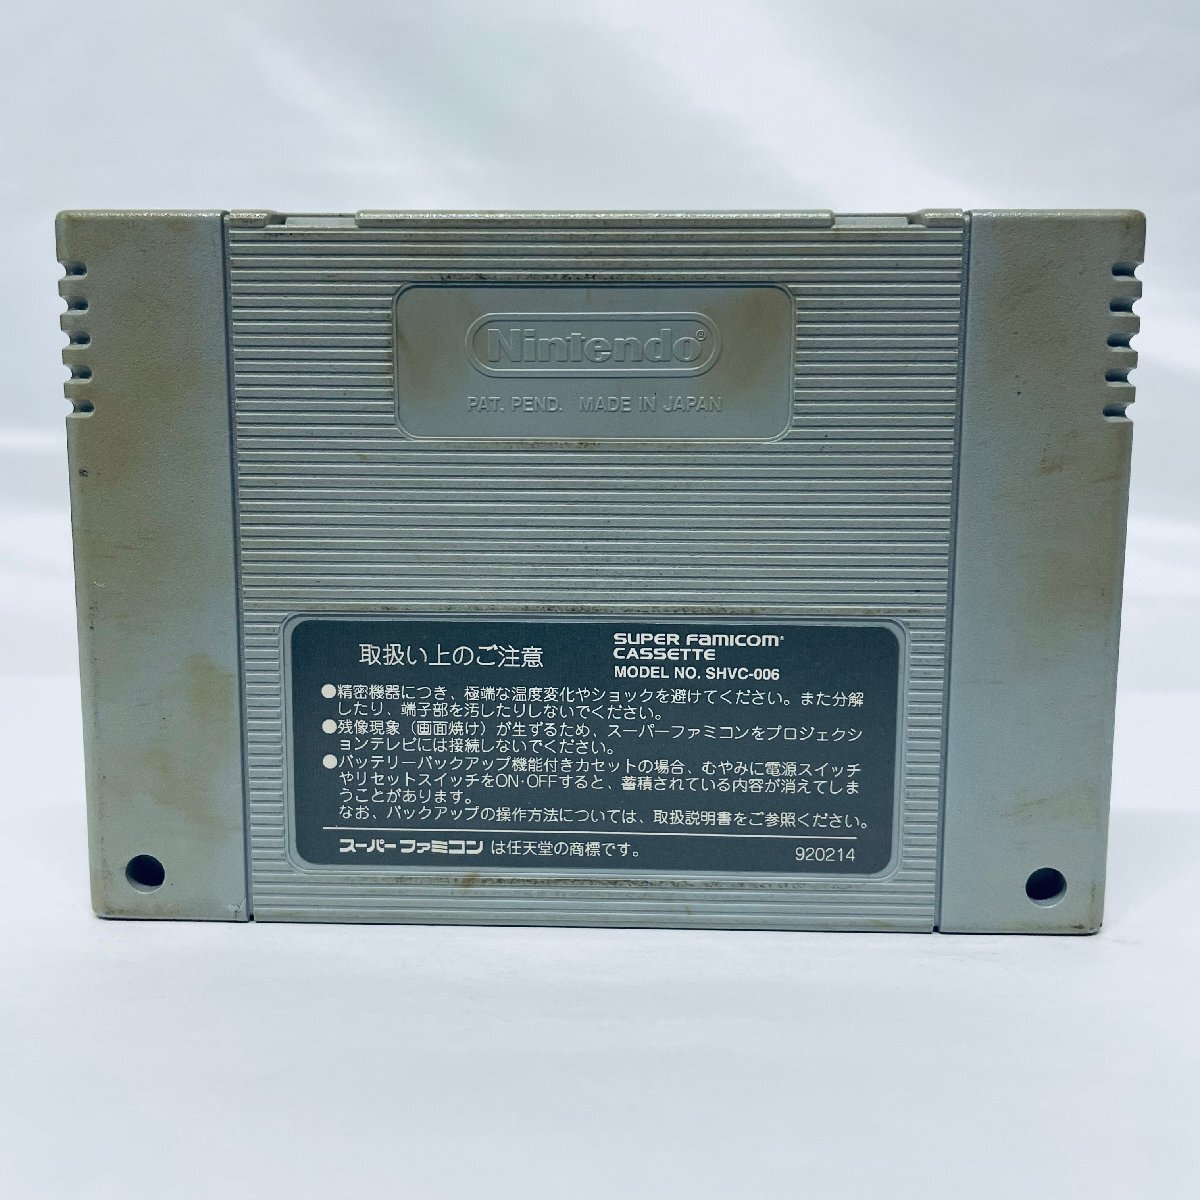 Nintendo®
PAT. PEND. MADE IN JAPAN
取扱い上のご注意
SUPER FAMICOM
CASSETTE
MODEL NO. SHVC-006
●精密機器につき、極端な温度変化やショックを避けてください。また分解
したり、端子部を汚したりしないでください。
●残像現象（画面焼け）が生ずるため、スーパーファミコンをプロジェクシ
ョンテレビには接続しないでください。
●バッテリーバックアップ機能付きカセットの場合、むやみに電源スイッチ
やリセットスイッチをON・OFFすると、蓄積されている内容が消えてしま
うことがあります。
なお、バックアップの操作方法については、取扱説明書をご参照ください。
スーパーファミコン は任天堂の商標です。
920214